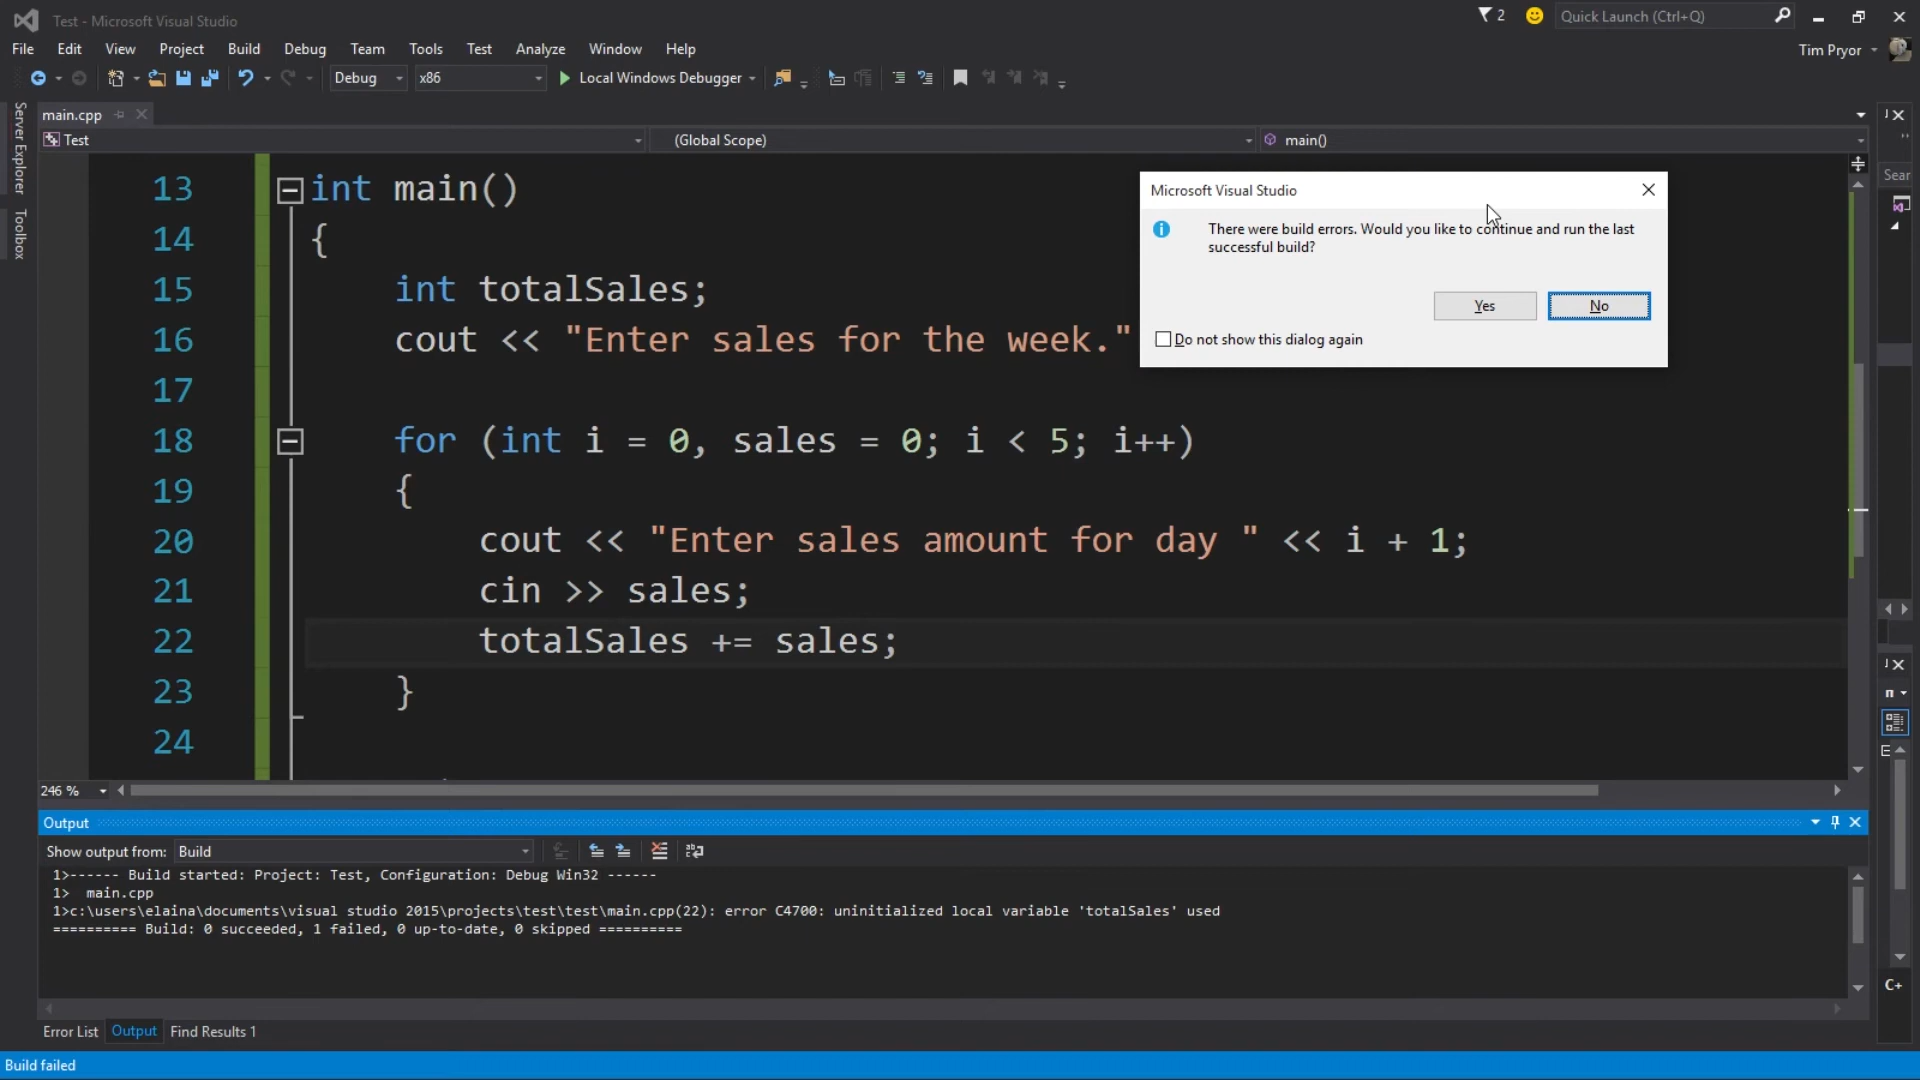 Test - Microsoft Visual Studio
2
Quick Launch (Ctrl+Q)
File Edit View Project Build Debug Team Tools Test Analyze Window Help
Tim Pryor
Debug x86 Local Windows Debugger
Server Explorer
Toolbox
main.cpp
Test (Global Scope) main()
Sear
Microsoft Visual Studio
There were build errors. Would you like to continue and run the last
successful build?
Yes No
Do not show this dialog again
13 int main()
14 {
15 int totalSales;
16 cout << "Enter sales for the week."
17
18 for (int i = 0, sales = 0; i < 5; i++)
19 {
20 cout << "Enter sales amount for day " << i + 1;
21 cin >> sales;
22 totalSales += sales;
23 }
24
246 %
Output
Show output from: Build
1>------ Build started: Project: Test, Configuration: Debug Win32 ------
1>  main.cpp
1>c:\users\elaina\documents\visual studio 2015\projects\test\test\main.cpp(22): error C4700: uninitialized local variable 'totalSales' used
========== Build: 0 succeeded, 1 failed, 0 up-to-date, 0 skipped ==========
C+
Error List Output Find Results 1
Build failed